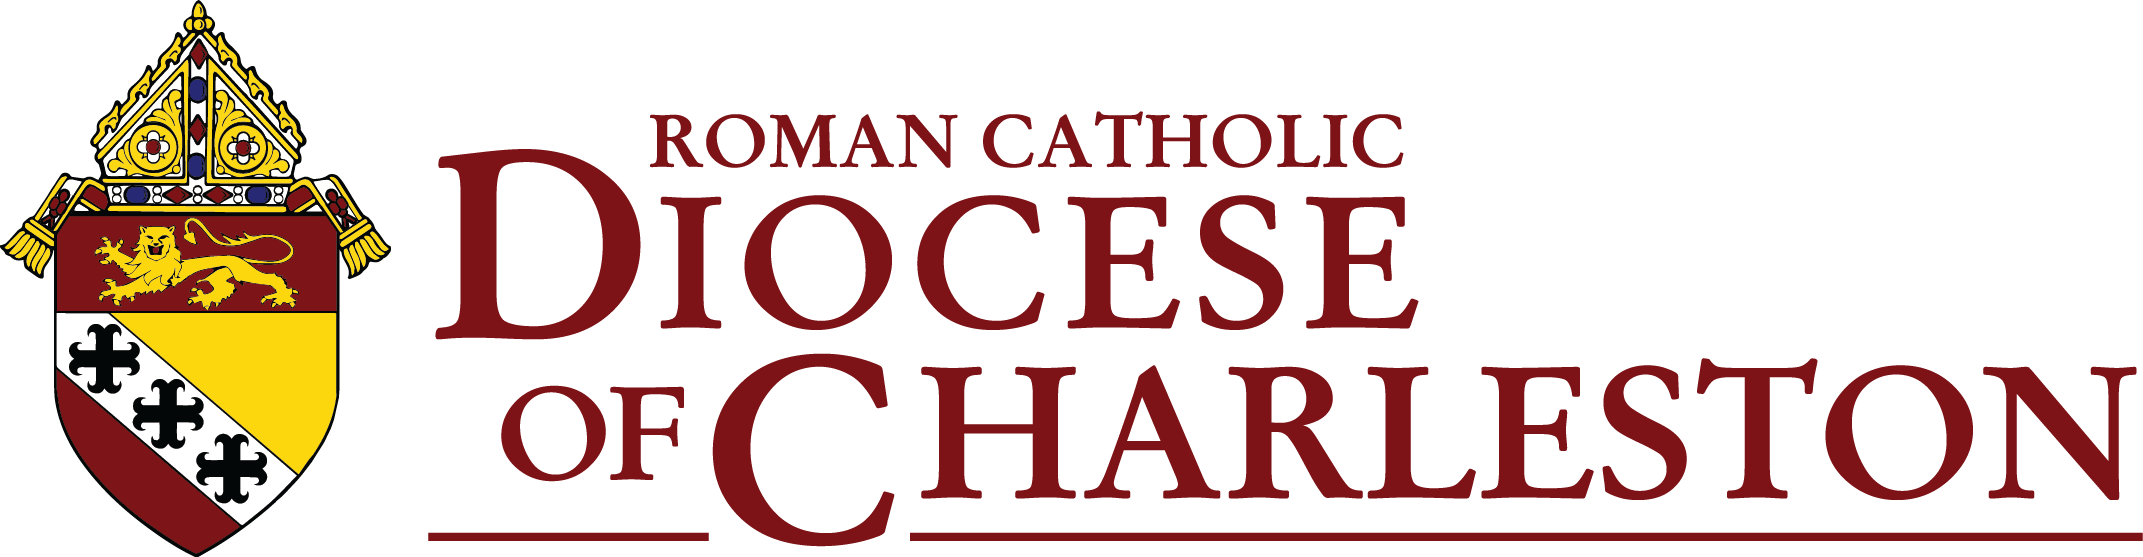 ROMAN CATHOLIC
DIOCESE
OF CHARLESTON